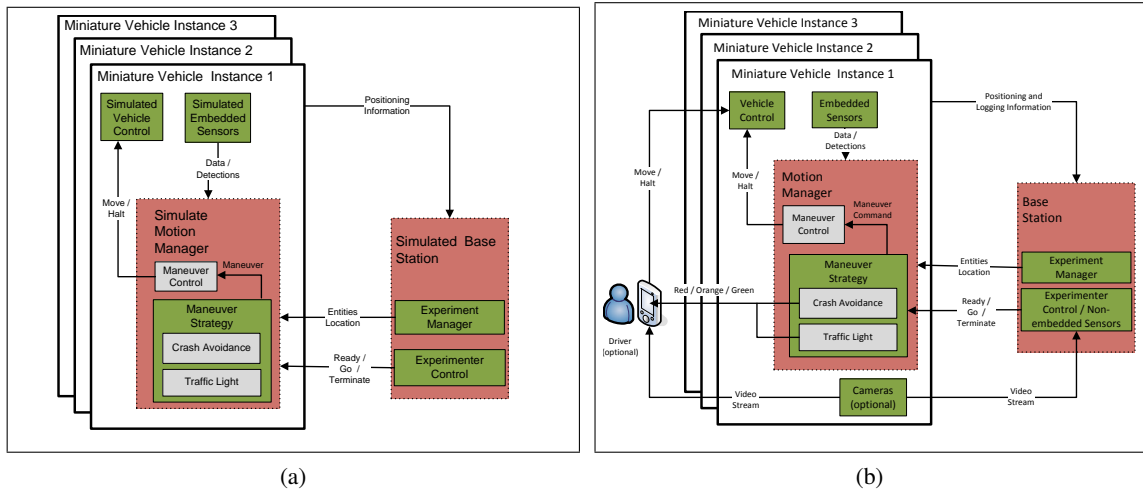 Miniature Vehicle Instance 3
Miniature Vehicle Instance 2
Miniature Vehicle Instance 1
Simulated
Vehicle
Control
Simulated
Embedded
Sensors
Positioning
Information
Data /
Detections
Move /
Halt
Simulate
Motion
Manager
Maneuver
Maneuver
Control
Maneuver
Strategy
Crash Avoidance
Traffic Light
Simulated Base
Station
Entities
Location
Experiment
Manager
Ready /
Go /
Terminate
Experimenter
Control
(a)
Miniature Vehicle Instance 3
Miniature Vehicle Instance 2
Miniature Vehicle Instance 1
Vehicle
Control
Embedded
Sensors
Positioning and
Logging Information
Data /
Detections
Move /
Halt
Move /
Halt
Motion
Manager
Maneuver
Command
Maneuver
Control
Base
Station
Maneuver
Strategy
Entities
Location
Experiment
Manager
Red / Orange / Green
Crash Avoidance
Traffic Light
Ready /
Go /
Terminate
Experimenter
Control / Non-
embedded Sensors
Driver
(optional)
Video
Stream
Cameras
(optional)
Video
Stream
(b)